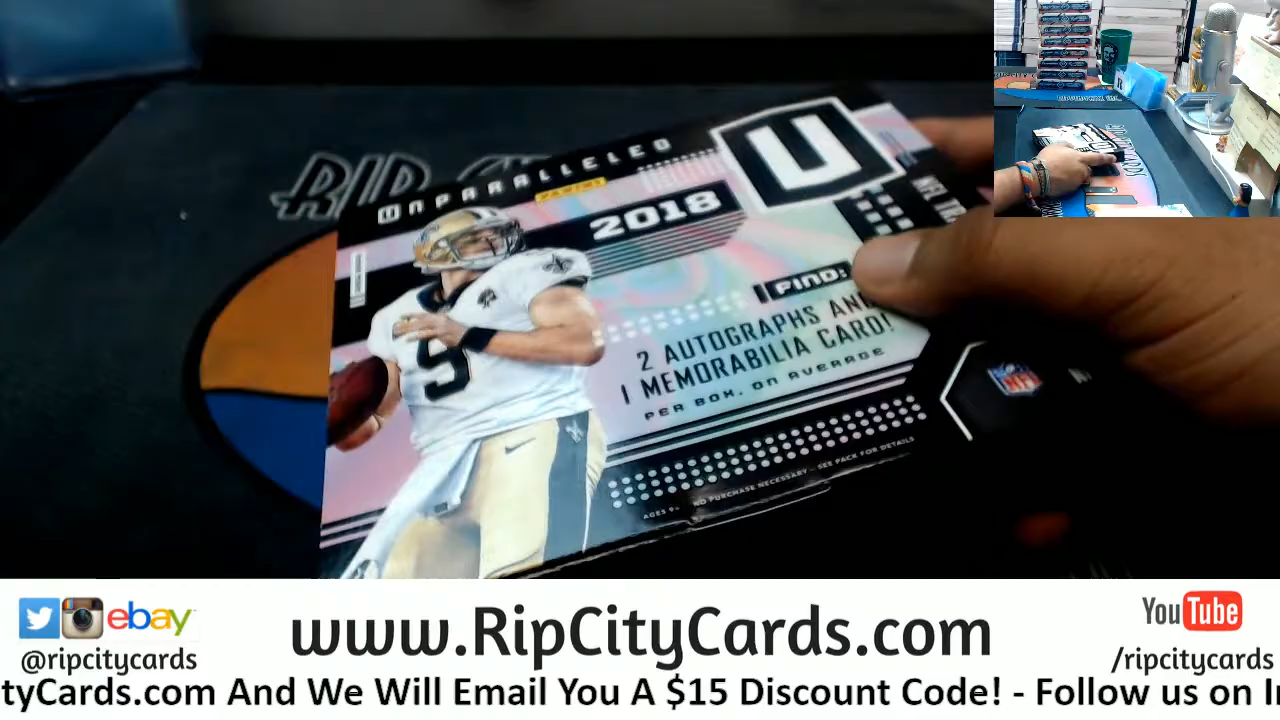 UNPARALLELED
PANINI
2018
U
NFL
FIND:
2 AUTOGRAPHS AND
1 MEMORABILIA CARD!
PER BOX, ON AVERAGE
NO PURCHASE NECESSARY - SEE PACK FOR DETAILS
AGES 9+
NFL
RIP
9
ebay
@ripcitycards
www.RipCityCards.com
YouTube
/ripcitycards
tyCards.com And We Will Email You A $15 Discount Code! - Follow us on I